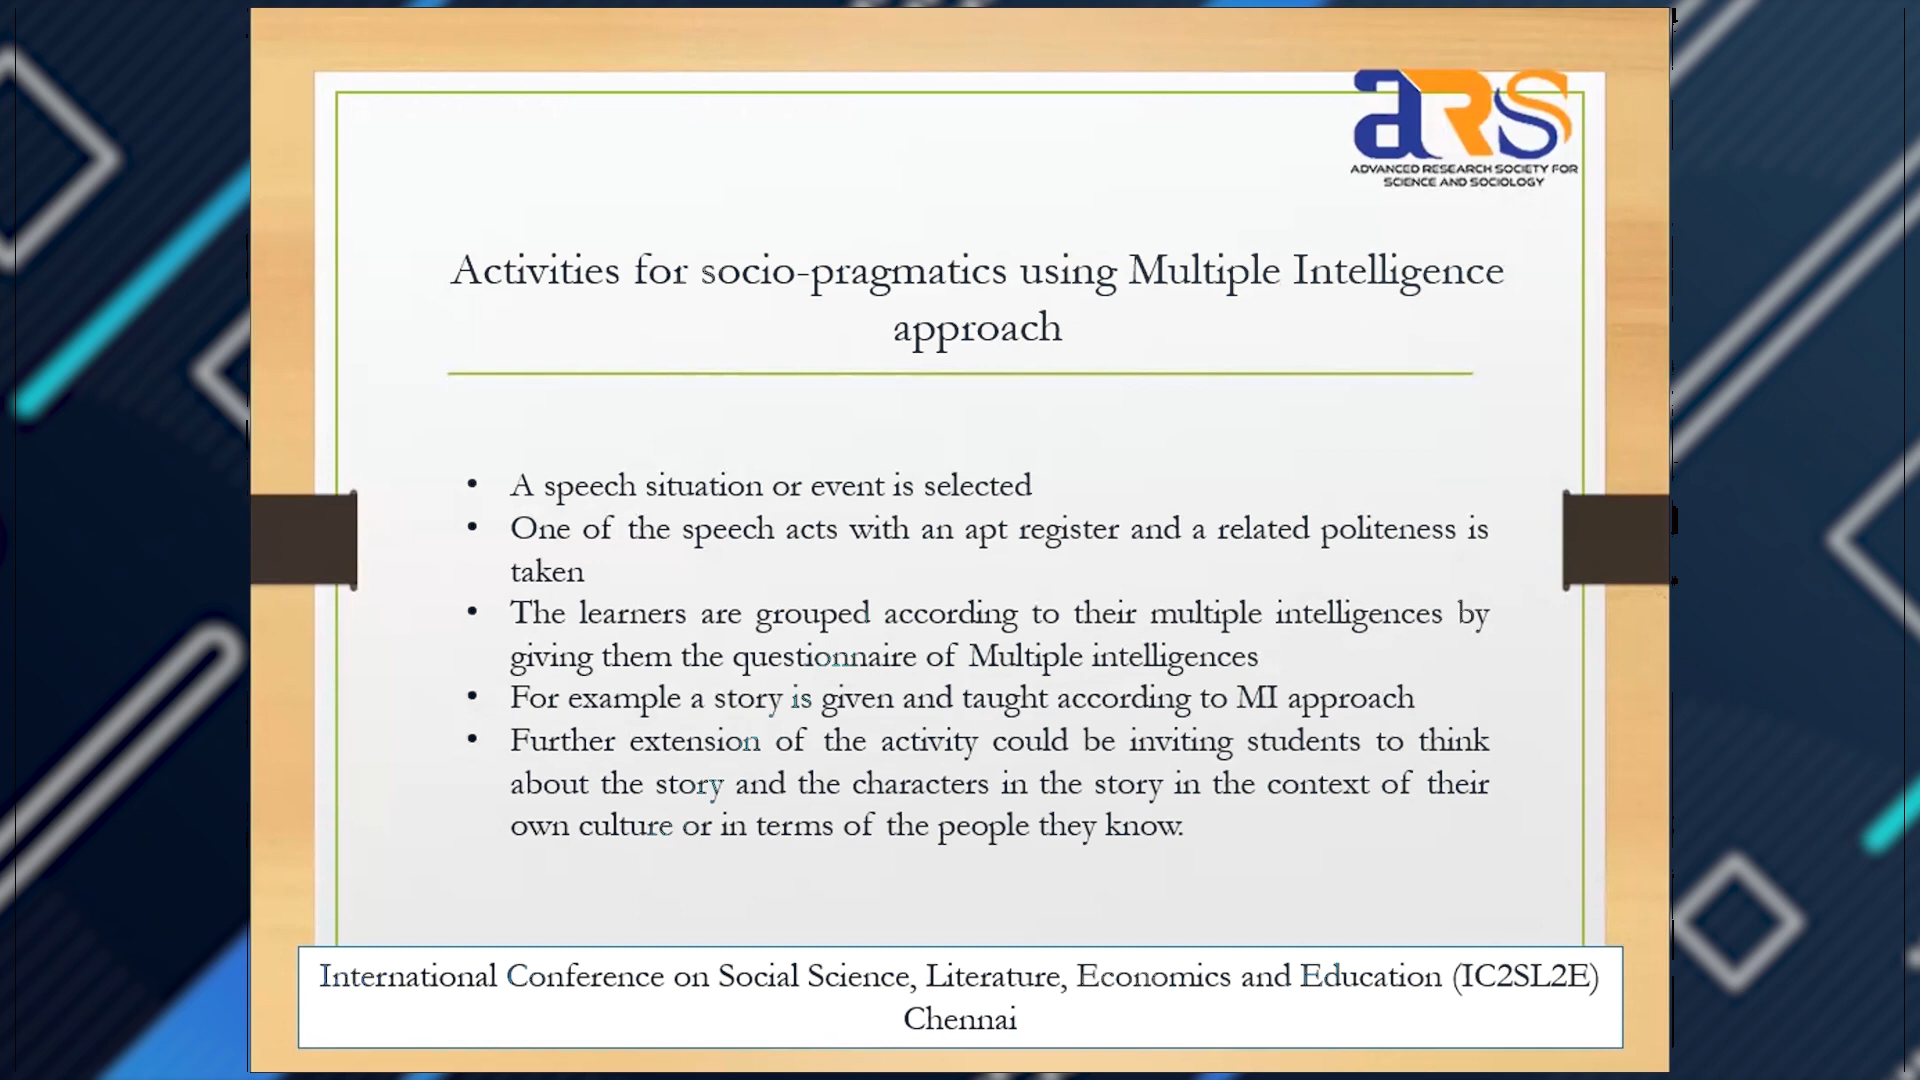 aRS
ADVANCED RESEARCH SOCIETY FOR
SCIENCE AND SOCIOLOGY
Activities for socio-pragmatics using Multiple Intelligence
approach
• A speech situation or event is selected
• One of the speech acts with an apt register and a related politeness is
taken
• The learners are grouped according to their multiple intelligences by
giving them the questionnaire of Multiple intelligences
• For example a story is given and taught according to MI approach
• Further extension of the activity could be inviting students to think
about the story and the characters in the story in the context of their
own culture or in terms of the people they know.
International Conference on Social Science, Literature, Economics and Education (IC2SL2E)
Chennai